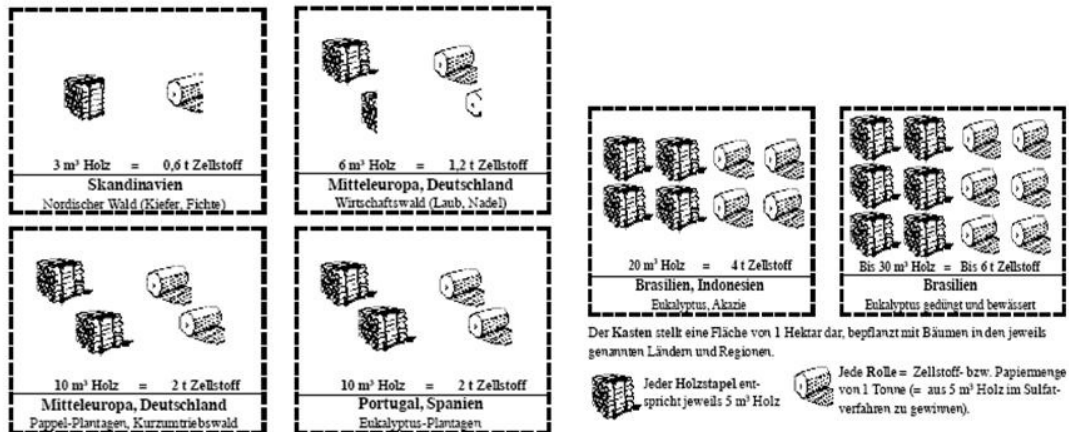 3 m³ Holz = 0,6 t Zellstoff
Skandinavien
Nordischer Wald (Kiefer, Fichte)
6 m³ Holz = 1,2 t Zellstoff
Mitteleuropa, Deutschland
Wirtschaftswald (Laub, Nadel)
10 m³ Holz = 2 t Zellstoff
Mitteleuropa, Deutschland
Pappel-Plantagen, Kurzumtriebswald
10 m³ Holz = 2 t Zellstoff
Portugal, Spanien
Eukalyptus-Plantagen
20 m³ Holz = 4 t Zellstoff
Brasilien, Indonesien
Eukalyptus, Akazie
Bis 30 m³ Holz = Bis 6 t Zellstoff
Brasilien
Eukalyptus gedüngt und bewässert
Der Kasten stellt eine Fläche von 1 Hektar dar, bepflanzt mit Bäumen in den jeweils
genannten Ländern und Regionen.
Jeder Holzstapel ent-
spricht jeweils 5 m³ Holz
Jede Rolle = Zellstoff- bzw. Papiermenge
von 1 Tonne (= aus 5 m³ Holz im Sulfat-
verfahren zu gewinnen).